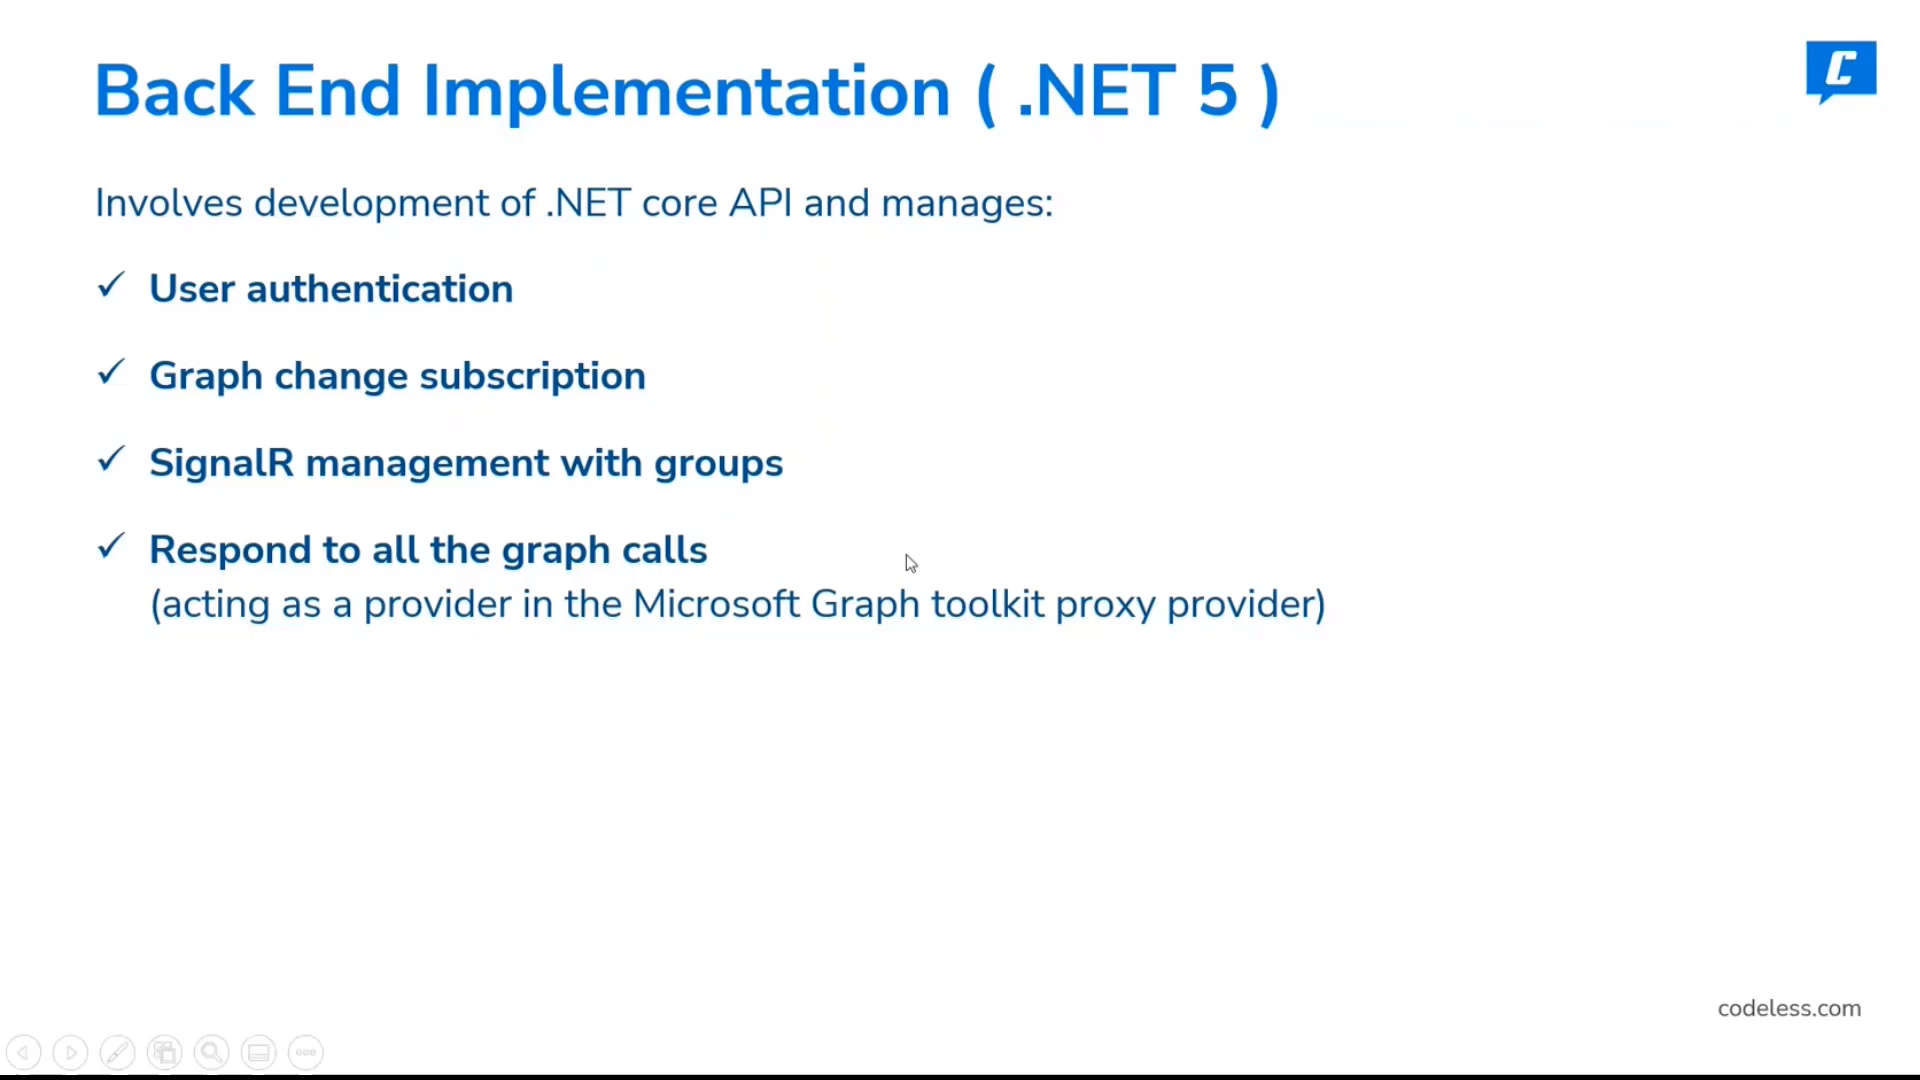 Back End Implementation ( .NET 5 )
C
Involves development of .NET core API and manages:
✓ User authentication
✓ Graph change subscription
✓ SignalR management with groups
✓ Respond to all the graph calls
(acting as a provider in the Microsoft Graph toolkit proxy provider)
codeless.com